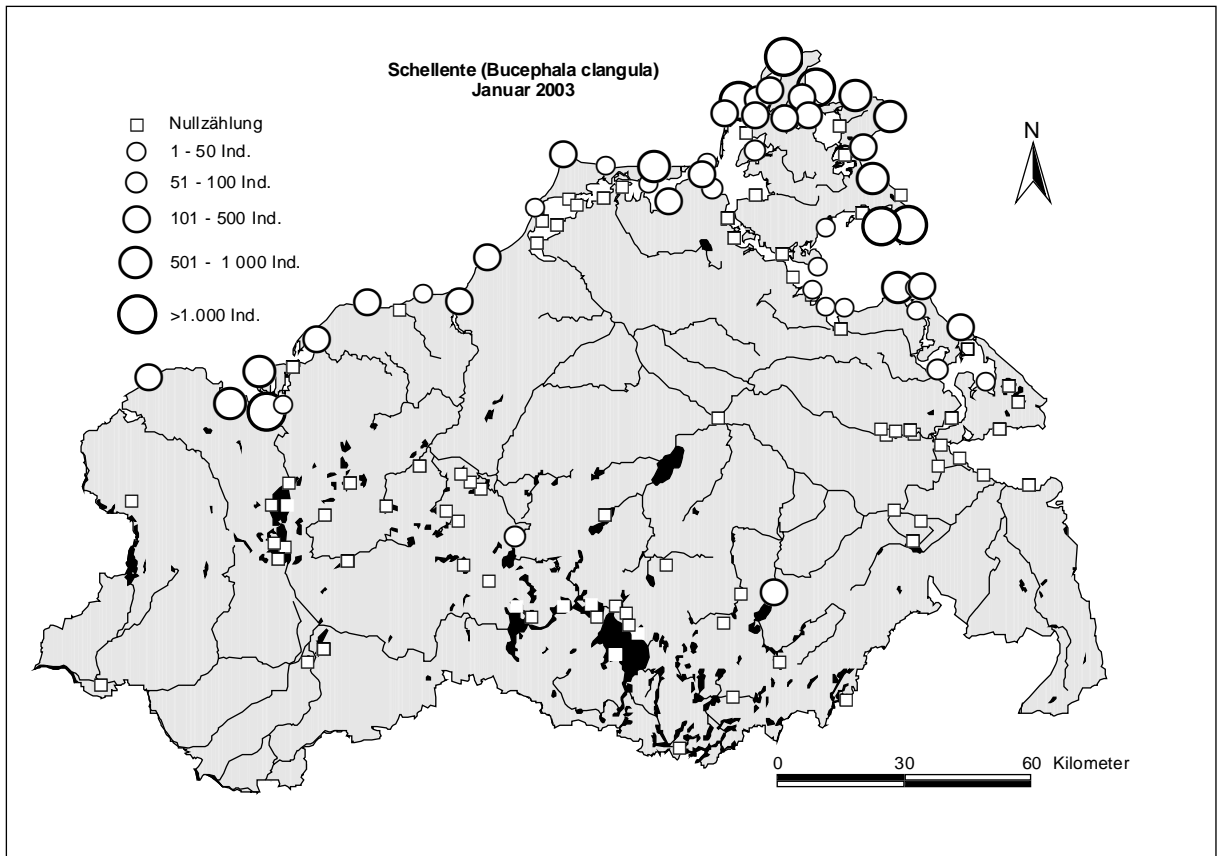 Schellente (Bucephala clangula)
Januar 2003
Nullzählung
1 - 50 Ind.
51 - 100 Ind.
101 - 500 Ind.
501 - 1 000 Ind.
>1.000 Ind.
N
0 30 60 Kilometer